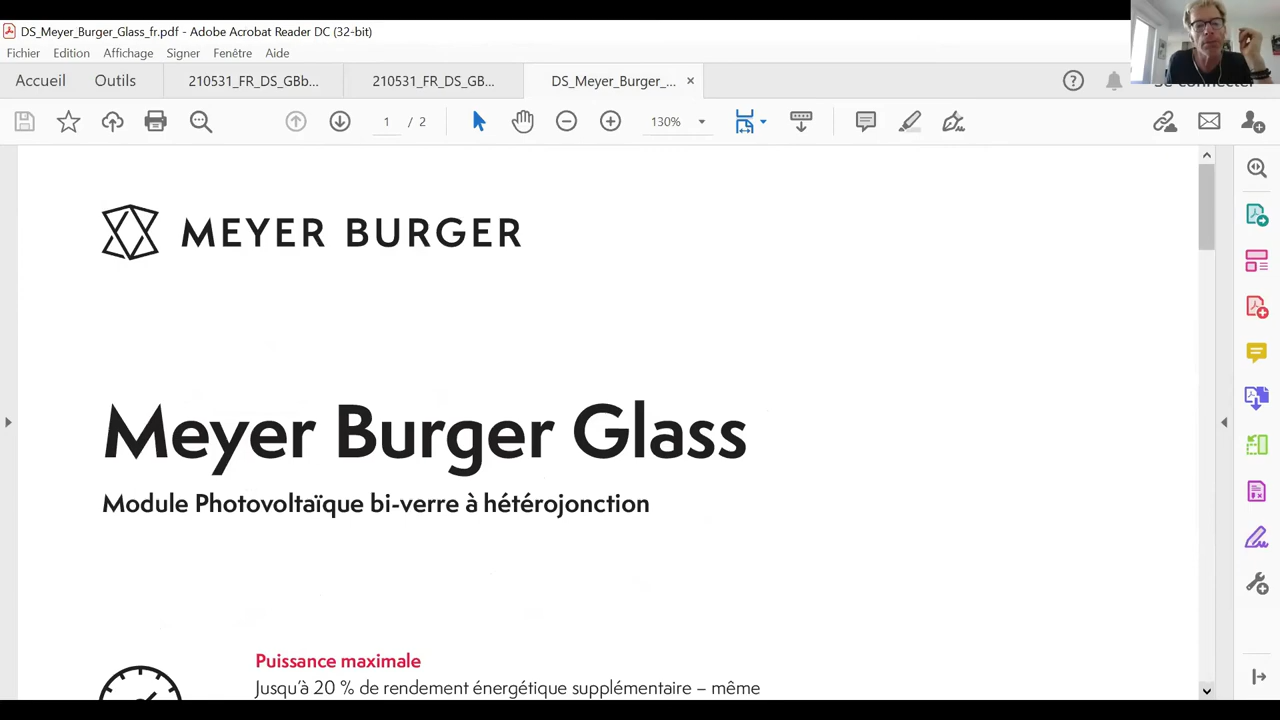 DS_Meyer_Burger_Glass_fr.pdf - Adobe Acrobat Reader DC (32-bit)
Fichier Edition Affichage Signer Fenêtre Aide
Accueil Outils 210531_FR_DS_GBb... 210531_FR_DS_GB... DS_Meyer_Burger_... × ? Se connecter
1 / 2 130%
MEYER BURGER
Meyer Burger Glass
Module Photovoltaïque bi-verre à hétérojonction
Puissance maximale
Jusqu'à 20 % de rendement énergétique supplémentaire – même